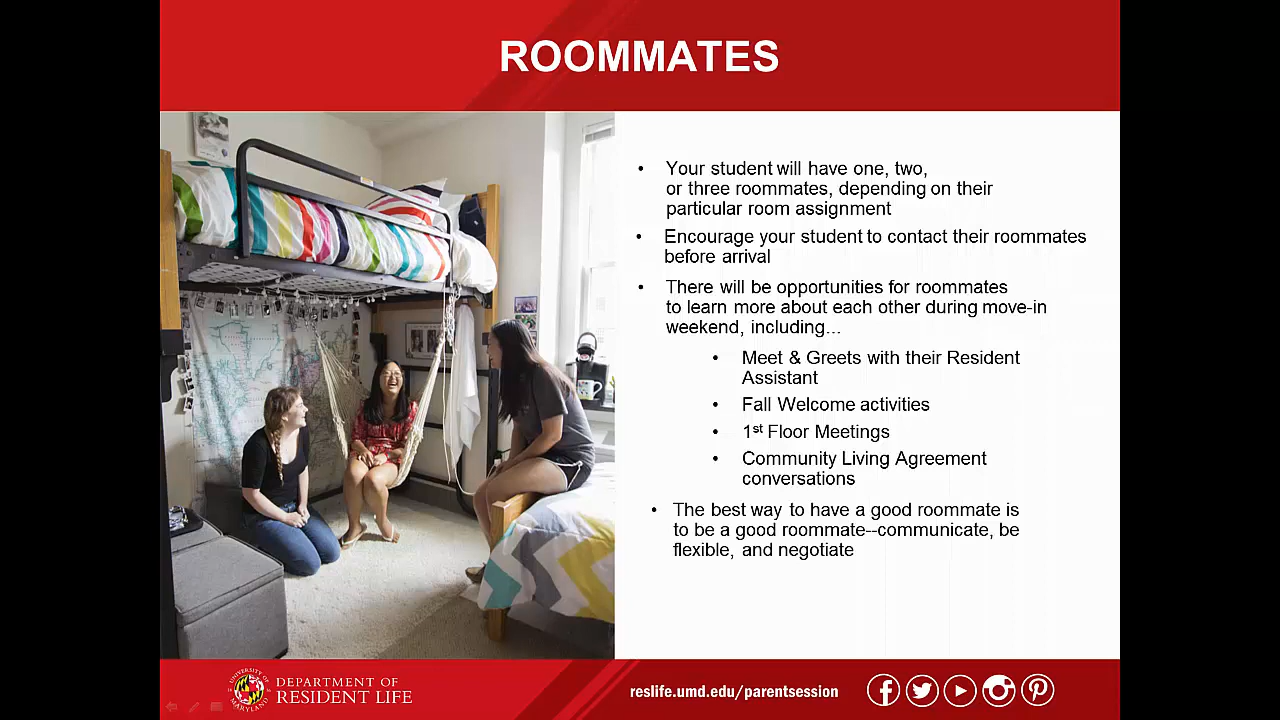 ROOMMATES
• Your student will have one, two,
or three roommates, depending on their
particular room assignment
• Encourage your student to contact their roommates
before arrival
• There will be opportunities for roommates
to learn more about each other during move-in
weekend, including...
• Meet & Greets with their Resident
Assistant
• Fall Welcome activities
• 1st Floor Meetings
• Community Living Agreement
conversations
• The best way to have a good roommate is
to be a good roommate--communicate, be
flexible, and negotiate
UNIVERSITY OF
MARYLAND
DEPARTMENT OF
RESIDENT LIFE
reslife.umd.edu/parentsession